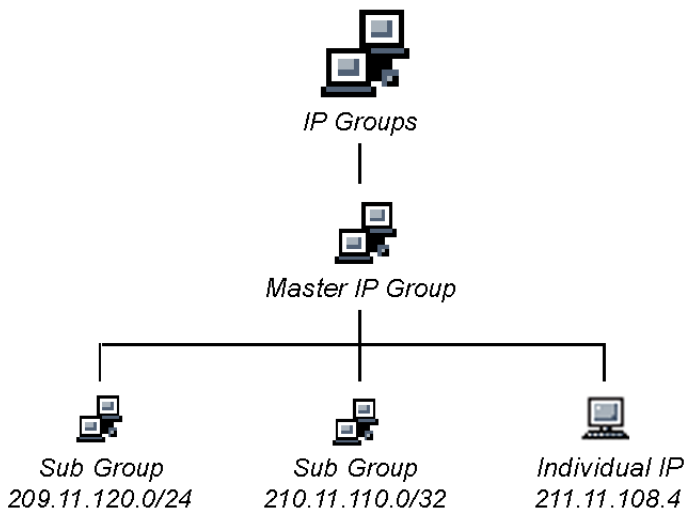 IP Groups
Master IP Group
Sub Group
209.11.120.0/24
Sub Group
210.11.110.0/32
Individual IP
211.11.108.4